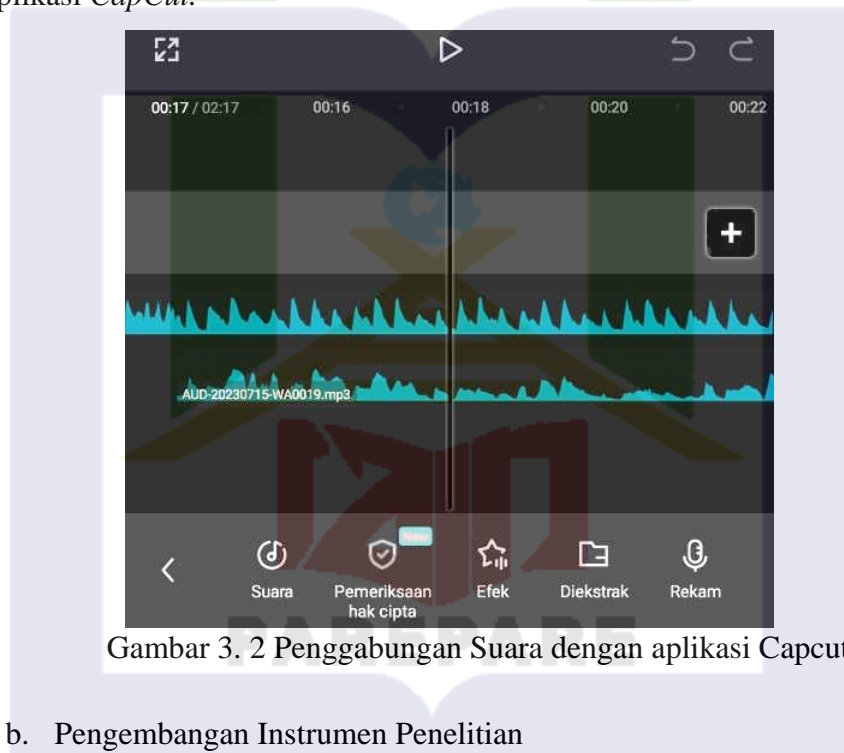 plikasi CapCut.
00:17 / 02:17 00:16 00:18 00:20 00:22
AUD-20230715-WA0019.mp3
New
Suara Pemeriksaan hak cipta Efek Diekstrak Rekam
PAREPARE
Gambar 3. 2 Penggabungan Suara dengan aplikasi Capcut
b. Pengembangan Instrumen Penelitian